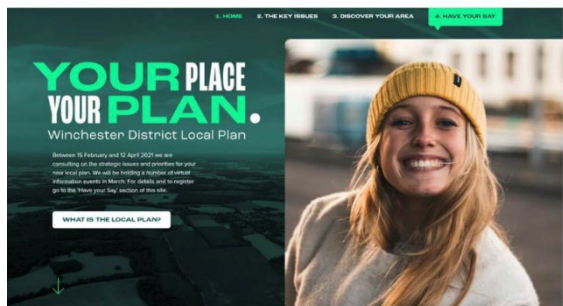 1. HOME 2. THE KEY ISSUES 3. DISCOVER YOUR AREA 4. HAVE YOUR SAY
YOUR PLACE
YOUR PLAN.
Winchester District Local Plan
Between 15 February and 12 April 2021 we are
consulting on the strategic issues and priorities for your
new local plan. We will be holding a number of virtual
information events in March. For details and to register
go to the 'Have your Say' section of this site.
WHAT IS THE LOCAL PLAN?